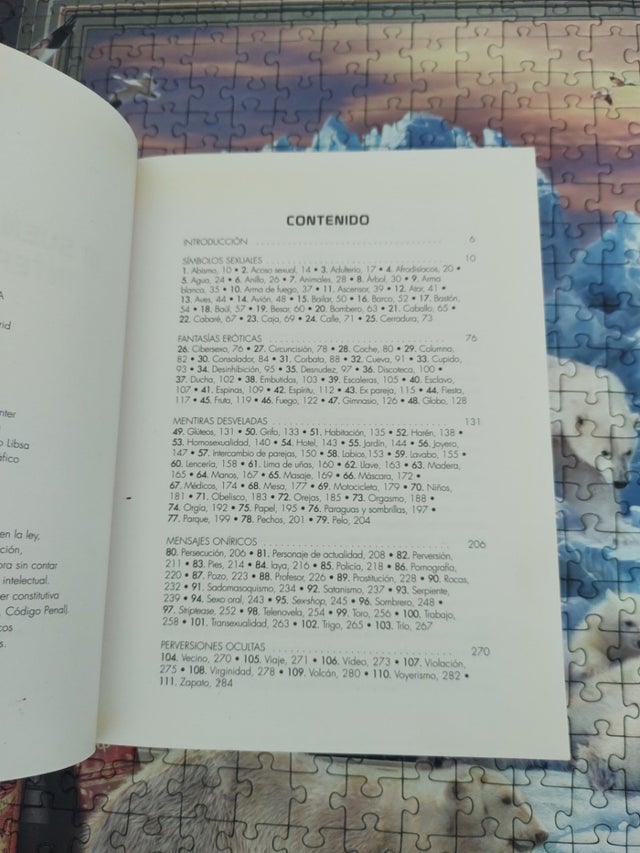 A
rid
nter
o Libsa
áfico
en la ley,
ación,
ora sin contar
intelectual.
er constitutiva
, Código Penal).
icos
s.
CONTENIDO
INTRODUCCIÓN 6
SÍMBOLOS SEXUALES 10
1. Abismo, 10 • 2. Acoso sexual, 14 • 3. Adulterio, 17 • 4. Afrodisíacos, 20 •
5. Agua, 24 • 6. Anillo, 26 • 7. Animales, 28 • 8. Árbol, 30 • 9. Arma
blanca, 35 • 10. Arma de fuego, 37 • 11. Ascensor, 39 • 12. Atar, 41 •
13. Aves, 44 • 14. Avión, 48 • 15. Bailar, 50 • 16. Barco, 52 • 17. Bastón,
54 • 18. Baúl, 57 • 19. Besar, 60 • 20. Bombero, 63 • 21. Caballo, 65 •
22. Cabaré, 67 • 23. Caja, 69 • 24. Calle, 71 • 25. Cerradura, 73
FANTASÍAS ERÓTICAS 76
26. Cibersexo, 76 • 27. Circuncisión, 78 • 28. Coche, 80 • 29. Columna,
82 • 30. Consolador, 84 • 31. Corbata, 88 • 32. Cueva, 91 • 33. Cupido,
93 • 34. Desinhibición, 95 • 35. Desnudez, 97 • 36. Discoteca, 100 •
37. Ducha, 102 • 38. Embutidos, 103 • 39. Escaleras, 105 • 40. Esclavo,
107 • 41. Espinas, 109 • 42. Espíritu, 112 • 43. Ex pareja, 115 • 44. Fiesta,
117 • 45. Fruta, 119 • 46. Fuego, 122 • 47. Gimnasio, 126 • 48. Globo, 128
MENTIRAS DESVELADAS 131
49. Glúteos, 131 • 50. Grifo, 133 • 51. Habitación, 135 • 52. Harén, 138 •
53. Homosexualidad, 140 • 54. Hotel, 143 • 55. Jardín, 144 • 56. Joyero,
147 • 57. Intercambio de parejas, 150 • 58. Labios, 153 • 59. Lavabo, 155 •
60. Lencería, 158 • 61. Lima de uñas, 160 • 62. Llave, 163 • 63. Madera,
165 • 64. Manos, 167 • 65. Masaje, 169 • 66. Máscara, 172 •
67. Médicos, 174 • 68. Mesa, 177 • 69. Motocicleta, 179 • 70. Niños,
181 • 71. Obelisco, 183 • 72. Orejas, 185 • 73. Orgasmo, 188 •
74. Orgía, 192 • 75. Papel, 195 • 76. Paraguas y sombrillas, 197 •
77. Parque, 199 • 78. Pechos, 201 • 79. Pelo, 204
MENSAJES ONÍRICOS 206
80. Persecución, 206 • 81. Personaje de actualidad, 208 • 82. Perversión,
211 • 83. Pies, 214 • 84. Playa, 216 • 85. Policía, 218 • 86. Pornografía,
220 • 87. Pozo, 223 • 88. Profesor, 226 • 89. Prostitución, 228 • 90. Rocas,
232 • 91. Sadomasoquismo, 234 • 92. Satanismo, 237 • 93. Serpiente,
239 • 94. Sexo oral, 243 • 95. Sex-shop, 245 • 96. Sombrero, 248 •
97. Striptease, 252 • 98. Telenovela, 254 • 99. Toro, 256 • 100. Trabajo,
258 • 101. Transexualidad, 263 • 102. Trigo, 265 • 103. Trío, 267
PERVERSIONES OCULTAS 270
104. Vecino, 270 • 105. Viaje, 271 • 106. Vídeo, 273 • 107. Violación,
275 • 108. Virginidad, 278 • 109. Volcán, 280 • 110. Voyerismo, 282 •
111. Zapato, 284